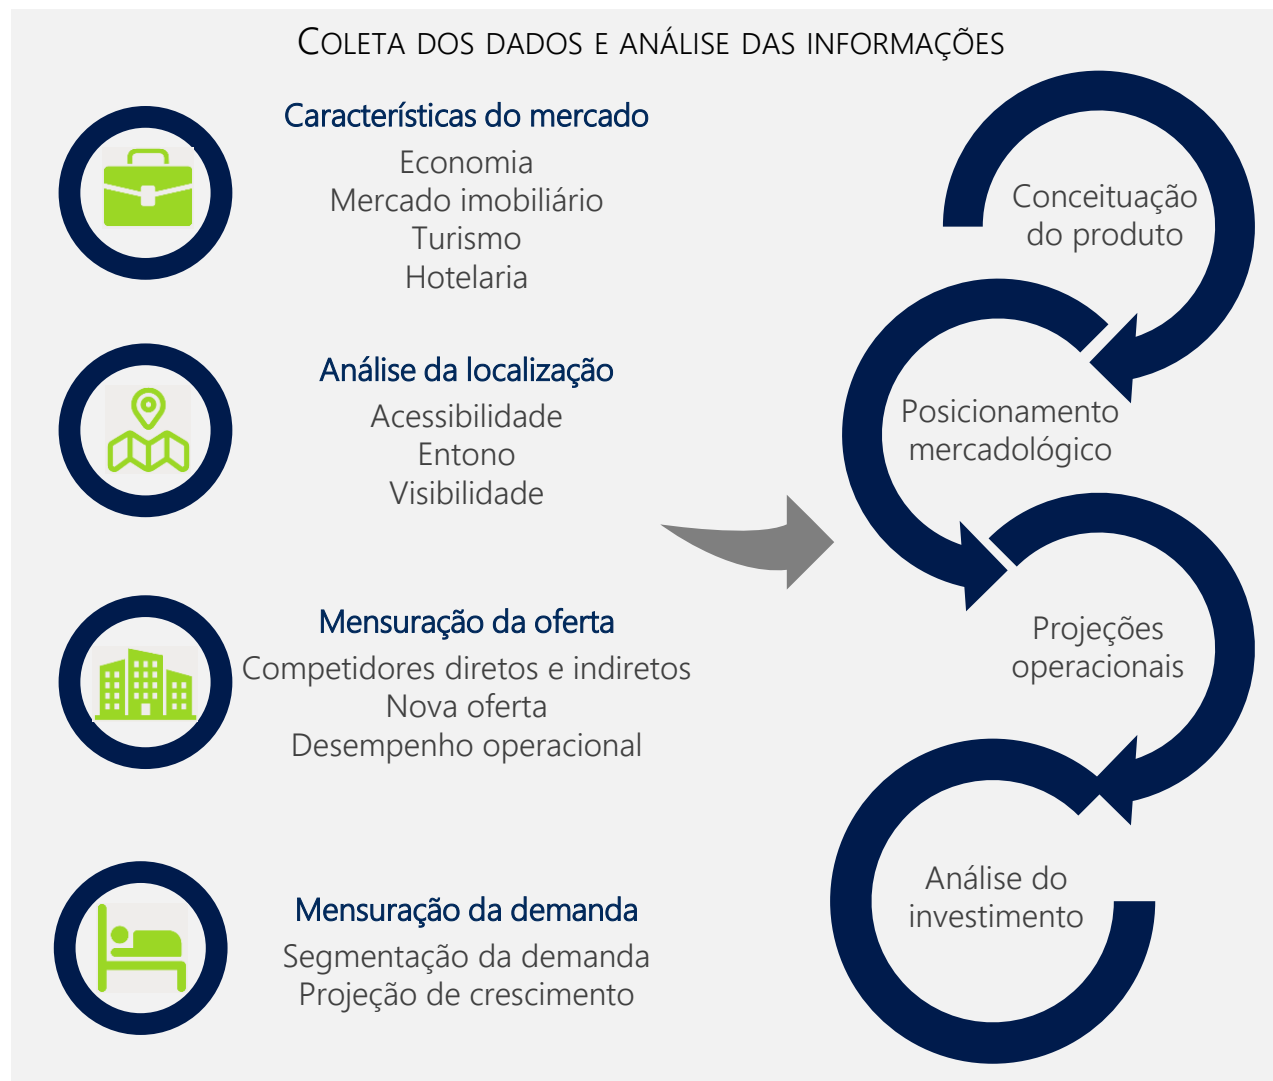 COLETA DOS DADOS E ANÁLISE DAS INFORMAÇÕES
Características do mercado
Economia
Mercado imobiliário
Turismo
Hotelaria
Análise da localização
Acessibilidade
Entono
Visibilidade
Mensuração da oferta
Competidores diretos e indiretos
Nova oferta
Desempenho operacional
Mensuração da demanda
Segmentação da demanda
Projeção de crescimento
Conceituação
do produto
Posicionamento
mercadológico
Projeções
operacionais
Análise do
investimento